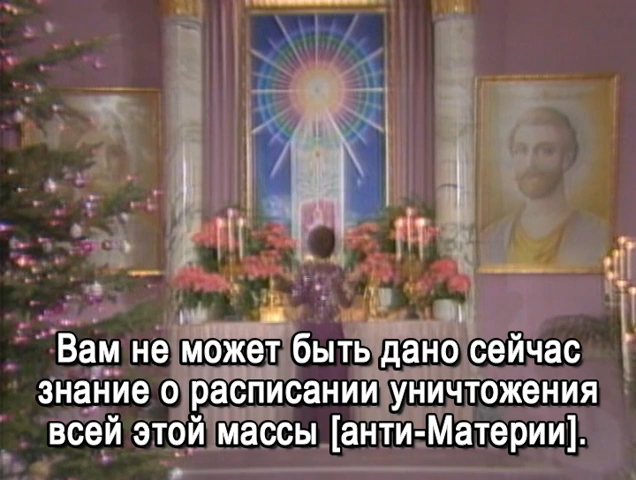 Вам не может быть дано сейчас
знание о расписании уничтожения
всей этой массы [анти-Материи].